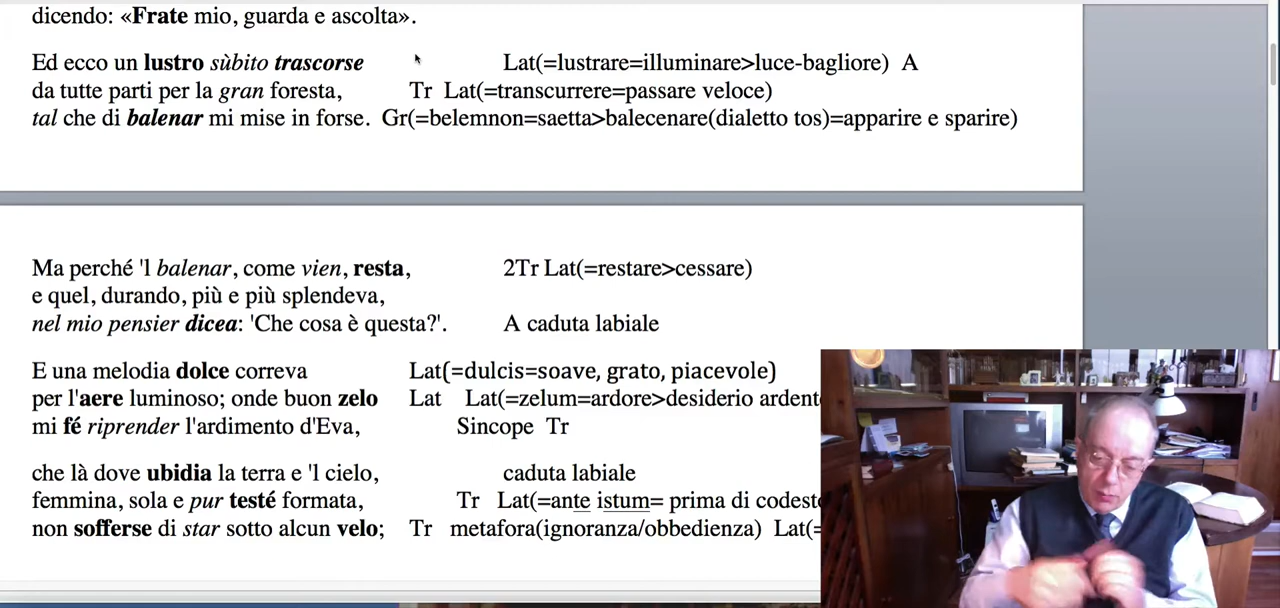 dicendo: «Frate mio, guarda e ascolta».
Ed ecco un lustro sùbito trascorse Lat(=lustrare=illuminare>luce-bagliore) A
da tutte parti per la gran foresta, Tr Lat(=transcurrere=passare veloce)
tal che di balenar mi mise in forse. Gr(=belemnon=saetta>balecenare(dialetto tos)=apparire e sparire)
Ma perché 'l balenar, come vien, resta, 2Tr Lat(=restare>cessare)
e quel, durando, più e più splendeva,
nel mio pensier dicea: 'Che cosa è questa?'. A caduta labiale
E una melodia dolce correva Lat(=dulcis=soave, grato, piacevole)
per l'aere luminoso; onde buon zelo Lat Lat(=zelum=ardore>desiderio ardent
mi fé riprender l'ardimento d'Eva, Sincope Tr
che là dove ubidia la terra e 'l cielo, caduta labiale
femmina, sola e pur testé formata, Tr Lat(=ante istum= prima di codest
non sofferse di star sotto alcun velo; Tr metafora(ignoranza/obbedienza) Lat(=